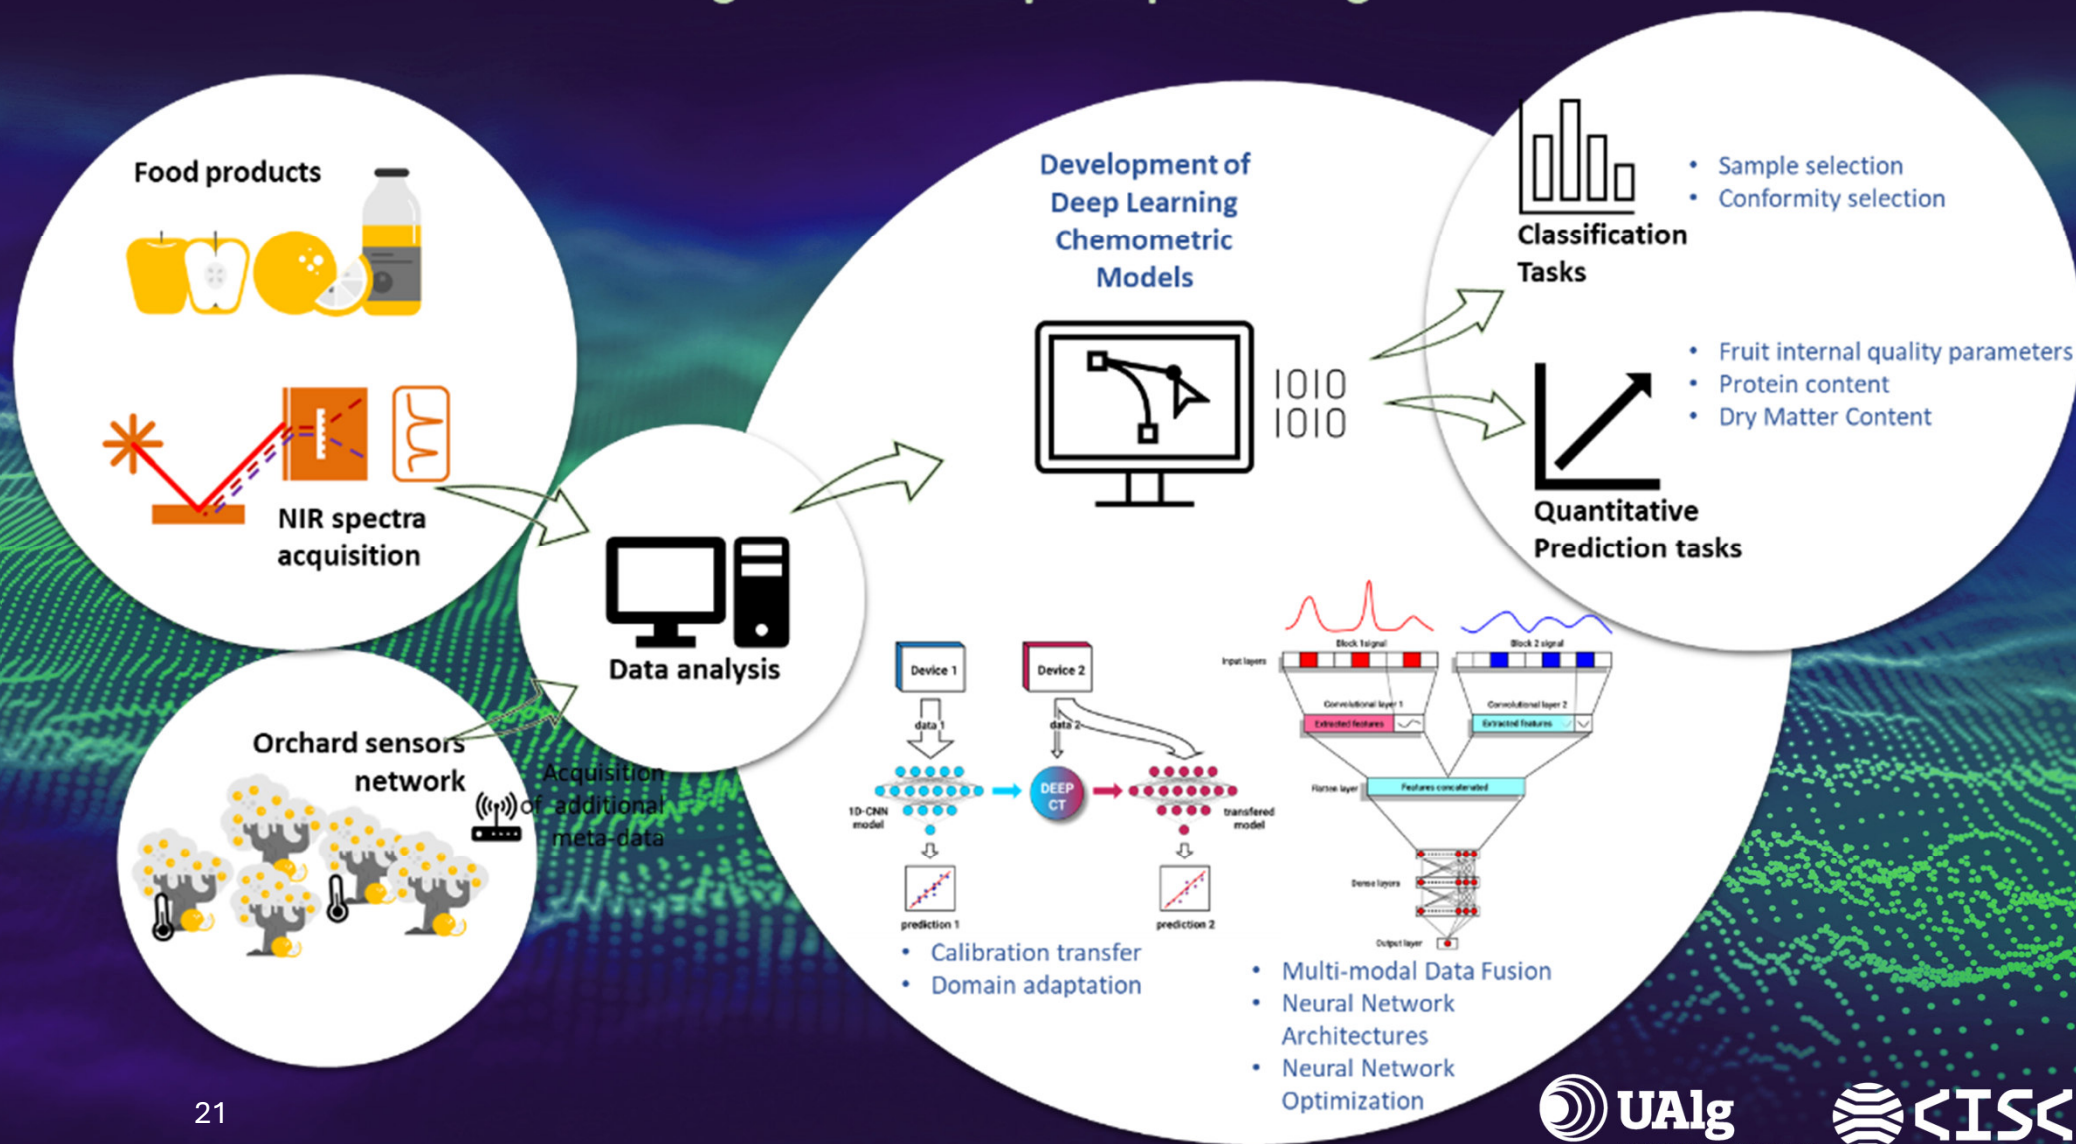 Food products
NIR spectra
acquisition
Orchard sensors
network
Acquisition
of additional
meta-data
Data analysis
Development of
Deep Learning
Chemometric
Models
1010
1010
Classification
Tasks
• Sample selection
• Conformity selection
Quantitative
Prediction tasks
• Fruit internal quality parameters
• Protein content
• Dry Matter Content
Device 1
Device 2
data 1
data 2
1D-CNN
model
DEEP
CT
transfered
model
prediction 1
prediction 2
• Calibration transfer
• Domain adaptation
Block 1signal
Block 2 signal
Input layers
Convolutional layer 1
Convolutional layer 2
Extracted features
Extracted features
Flatten layer
Features concatenated
Dense layers
Output layer
• Multi-modal Data Fusion
• Neural Network
Architectures
• Neural Network
Optimization
21
UAlg